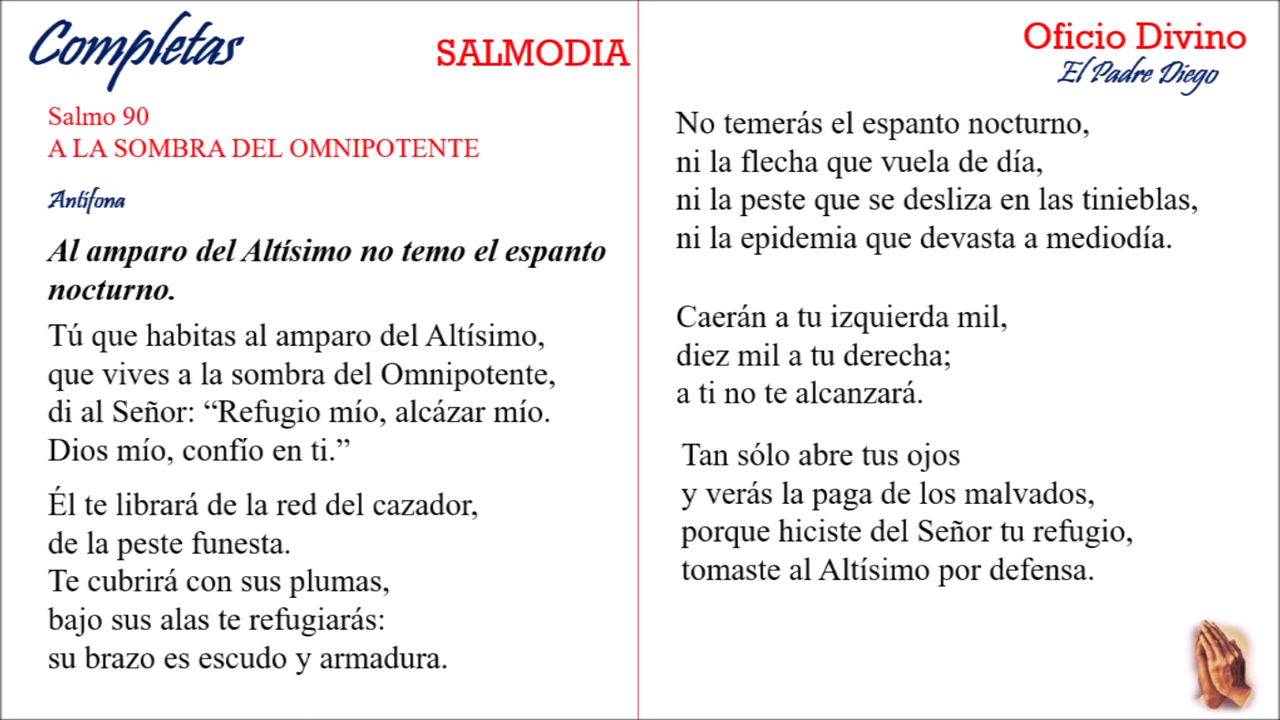 Completas
SALMODIA
Salmo 90
A LA SOMBRA DEL OMNIPOTENTE
Antífona
Al amparo del Altísimo no temo el espanto
nocturno.
Tú que habitas al amparo del Altísimo,
que vives a la sombra del Omnipotente,
di al Señor: “Refugio mío, alcázar mío.
Dios mío, confío en ti.”
Él te librará de la red del cazador,
de la peste funesta.
Te cubrirá con sus plumas,
bajo sus alas te refugiarás:
su brazo es escudo y armadura.
Oficio Divino
El Padre Diego
No temerás el espanto nocturno,
ni la flecha que vuela de día,
ni la peste que se desliza en las tinieblas,
ni la epidemia que devasta a mediodía.
Caerán a tu izquierda mil,
diez mil a tu derecha;
a ti no te alcanzará.
Tan sólo abre tus ojos
y verás la paga de los malvados,
porque hiciste del Señor tu refugio,
tomaste al Altísimo por defensa.